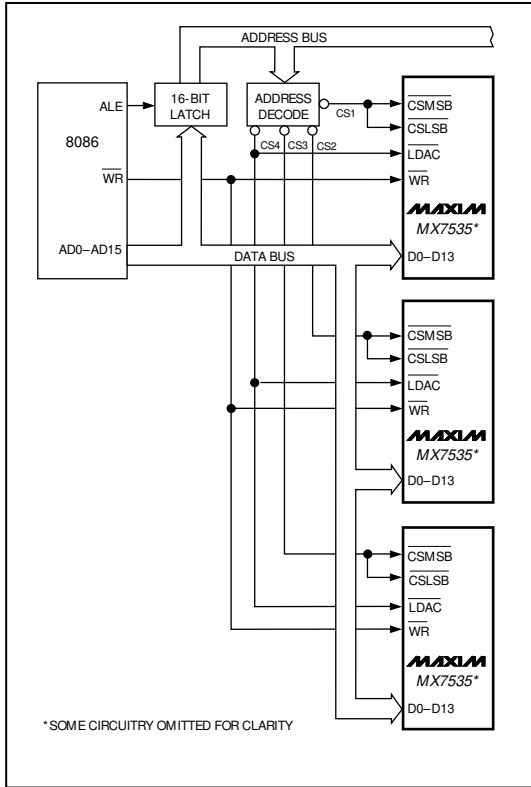 ADDRESS BUS
ALE
16-BIT
LATCH
ADDRESS
DECODE
CS1
CS4
CS3
CS2
8086
WR
AD0–AD15
DATA BUS
CSMSB
CSLSB
LDAC
WR
MAXIM
MX7535*
D0–D13
CSMSB
CSLSB
LDAC
WR
MAXIM
MX7535*
D0–D13
CSMSB
CSLSB
LDAC
WR
MAXIM
MX7535*
D0–D13
*SOME CIRCUITRY OMITTED FOR CLARITY